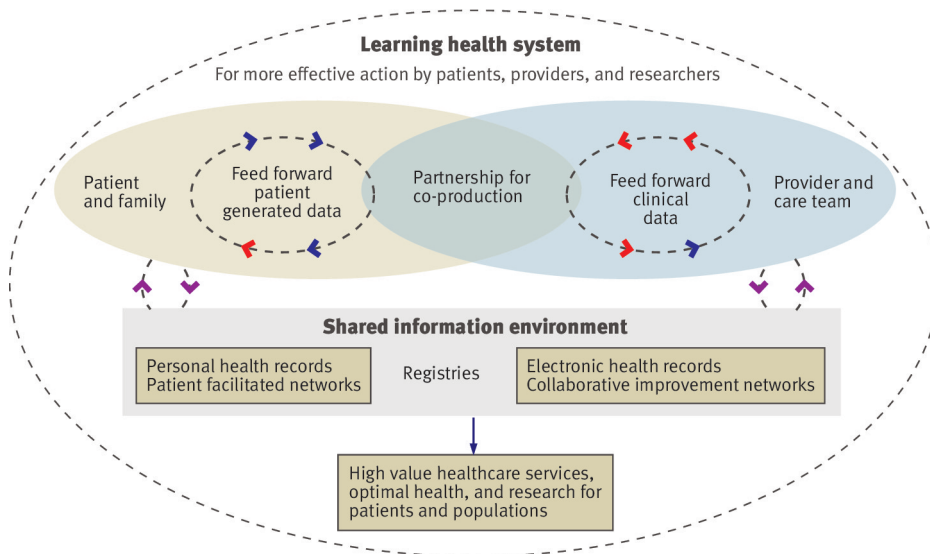 Learning health system
For more effective action by patients, providers, and researchers
Patient
and family
Feed forward
patient
generated data
Partnership for
co-production
Feed forward
clinical
data
Provider and
care team
Shared information environment
Personal health records
Patient facilitated networks
Registries
Electronic health records
Collaborative improvement networks
High value healthcare services,
optimal health, and research for
patients and populations